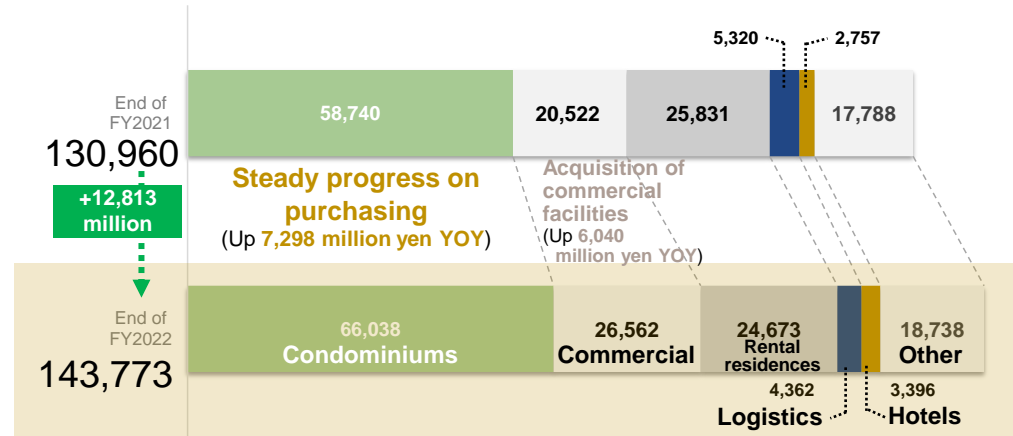 5,320
2,757
End of
FY2021
130,960
58,740
20,522
25,831
17,788
+12,813
million
Steady progress on
purchasing
(Up 7,298 million yen YOY)
Acquisition of
commercial
facilities
(Up 6,040
million yen YOY)
End of
FY2022
143,773
66,038
Condominiums
26,562
Commercial
24,673
Rental
residences
18,738
Other
4,362
Logistics
3,396
Hotels